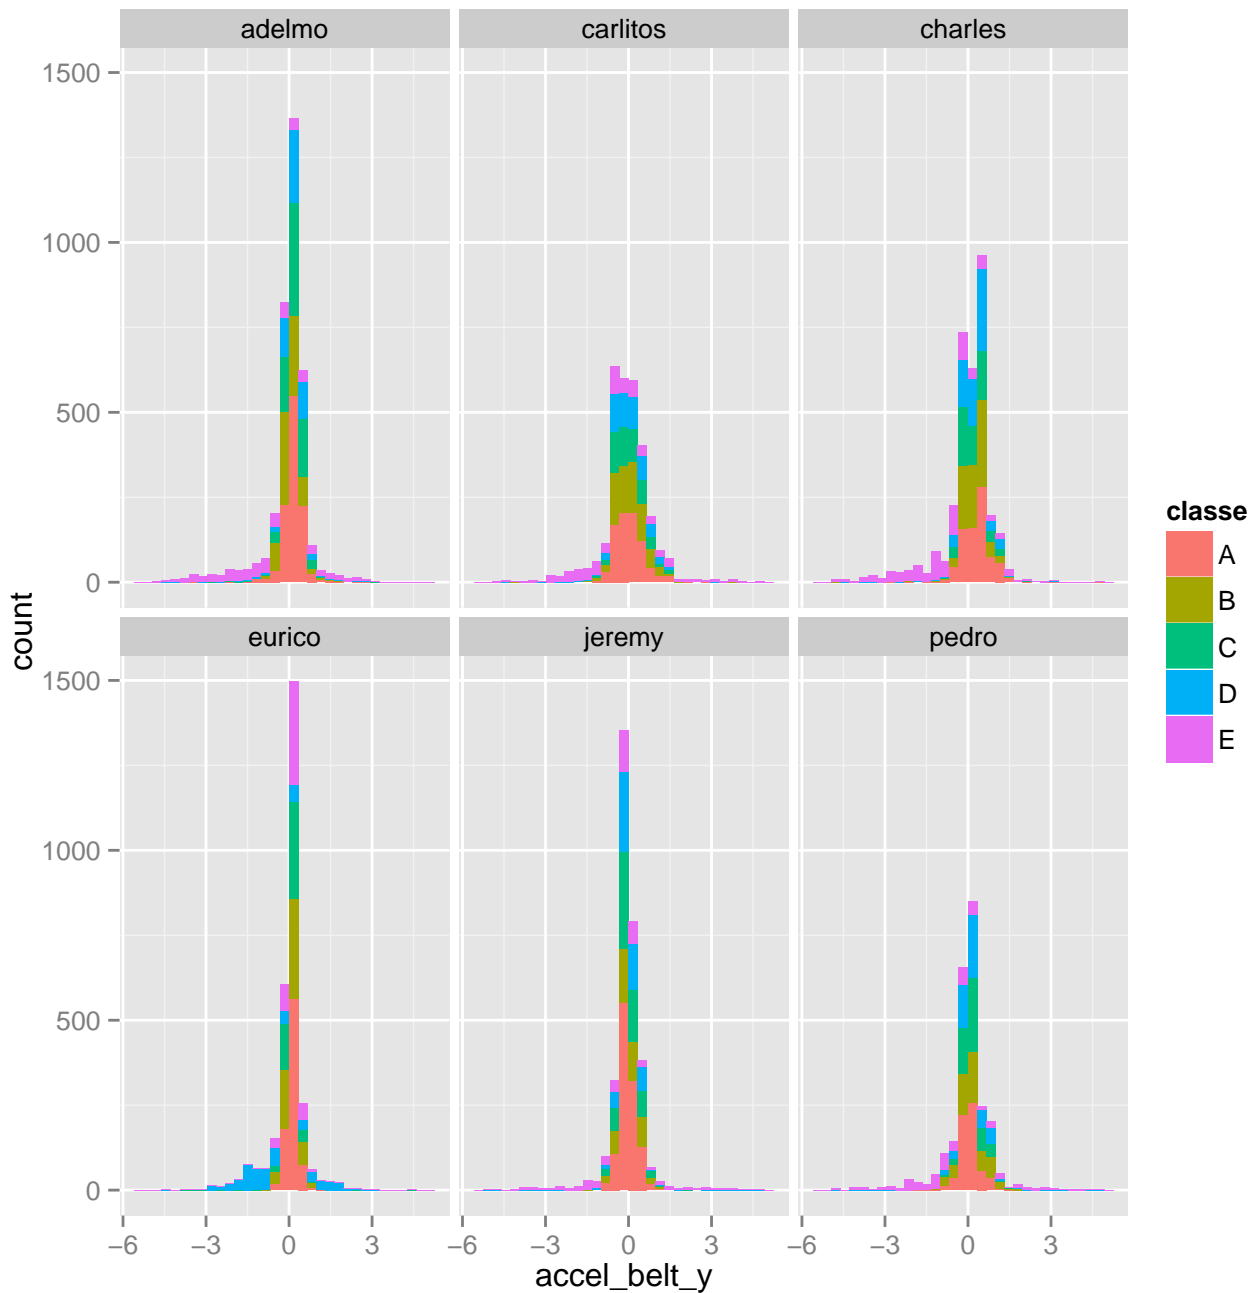 adelmo carlitos charles
1500
1000
500
0
eurico jeremy pedro
1500
1000
500
0
−6 −3 0 3 −6 −3 0 3 −6 −3 0 3
accel_belt_y
count
classe
A
B
C
D
E